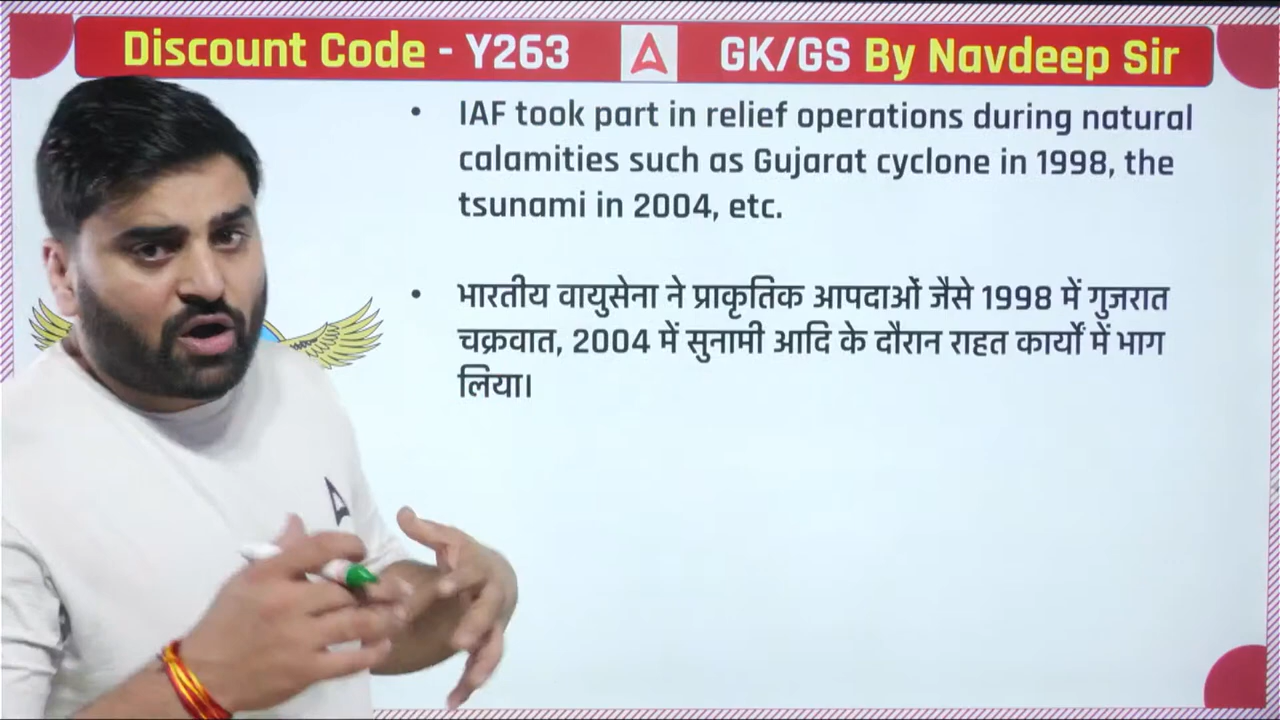 Discount Code - Y263
GK/GS By Navdeep Sir
• IAF took part in relief operations during natural
calamities such as Gujarat cyclone in 1998, the
tsunami in 2004, etc.
• भारतीय वायुसेना ने प्राकृतिक आपदाओं जैसे 1998 में गुजरात
चक्रवात, 2004 में सुनामी आदि के दौरान राहत कार्यों में भाग
लिया।